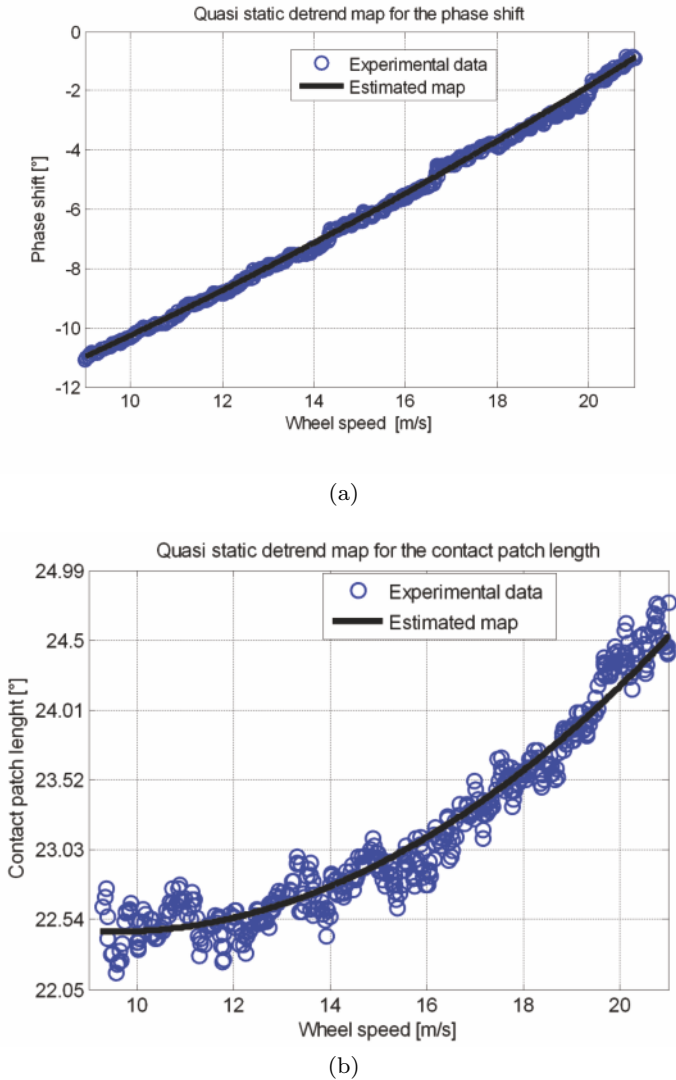 Quasi static detrend map for the phase shift
0
-2
-4
-6
-8
-10
-12
Phase shift [°]
Experimental data
Estimated map
10 12 14 16 18 20
Wheel speed [m/s]
(a)
Quasi static detrend map for the contact patch length
24.99
24.5
24.01
23.52
23.03
22.54
22.05
Contact patch lenght [°]
Experimental data
Estimated map
10 12 14 16 18 20
Wheel speed [m/s]
(b)